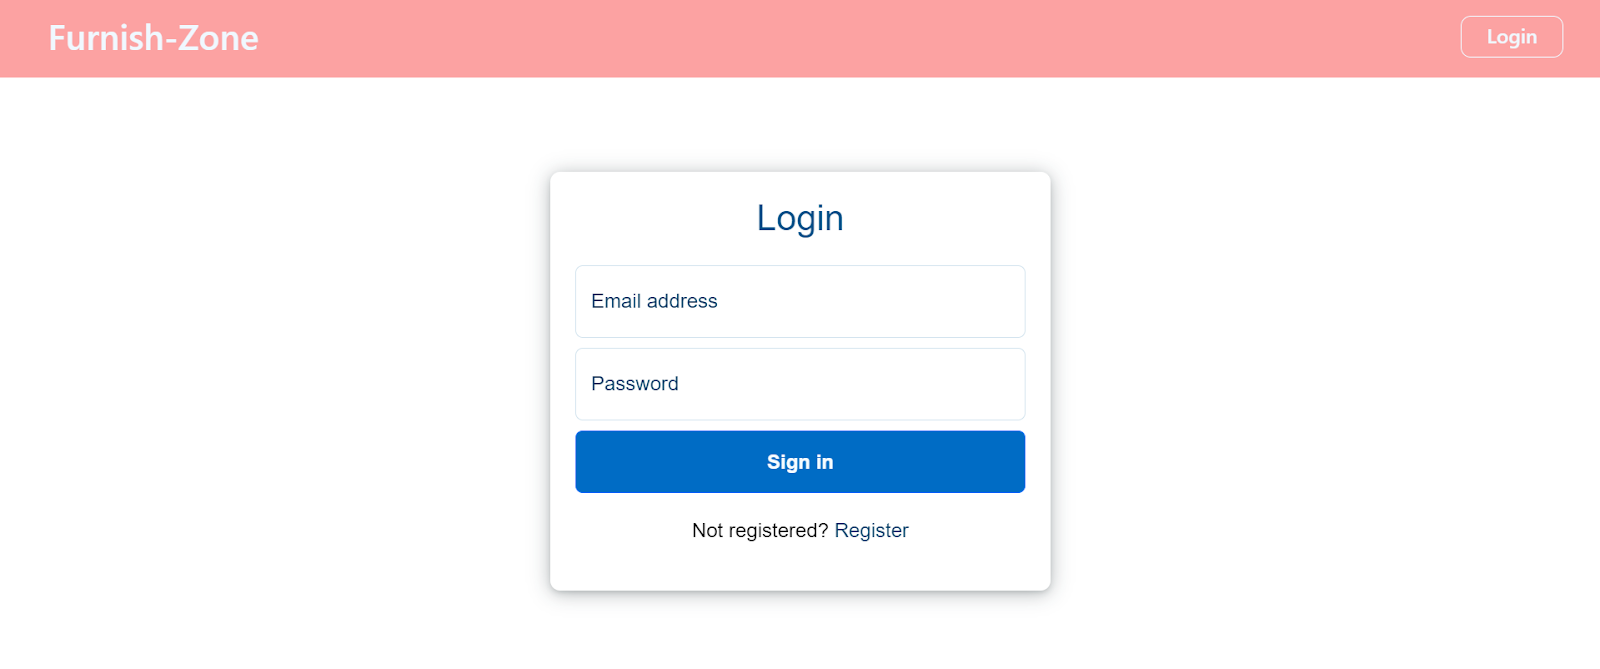 Furnish-Zone
Login
Login
Email address
Password
Sign in
Not registered? Register